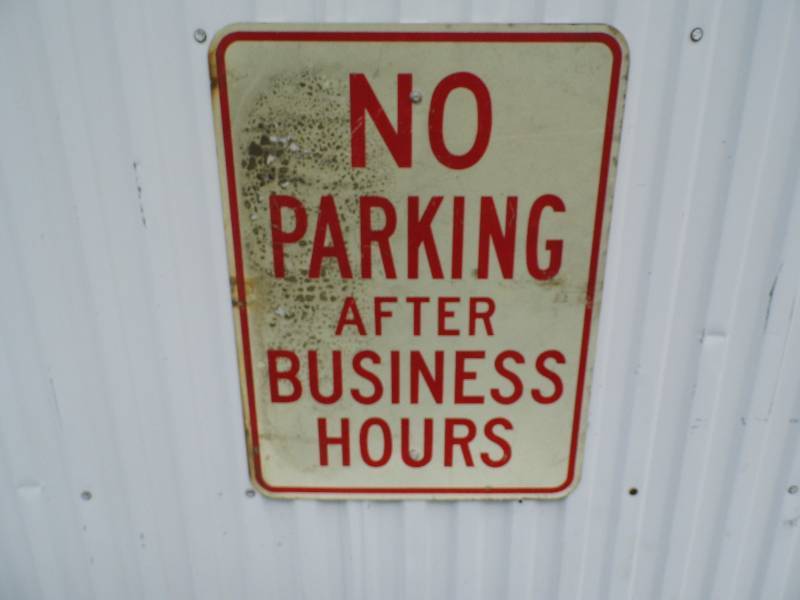 NO
PARKING
AFTER
BUSINESS
HOURS